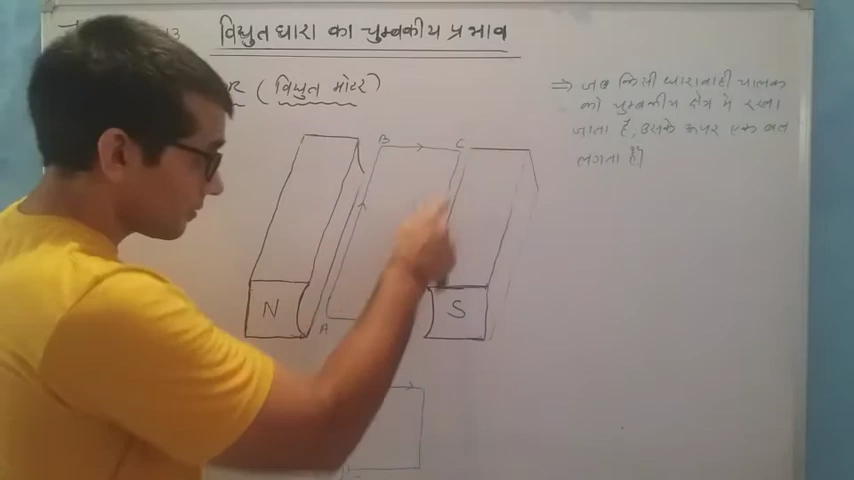 13 विद्युत धारा का चुम्बकीय प्रभाव
R (विद्युत मोटर)
⇒ जब किसी धारावाही चालक
को चुम्बकीय क्षेत्र मे रखा
जाता है, उसके ऊपर एक बल
लगता है।
B C
N S
A